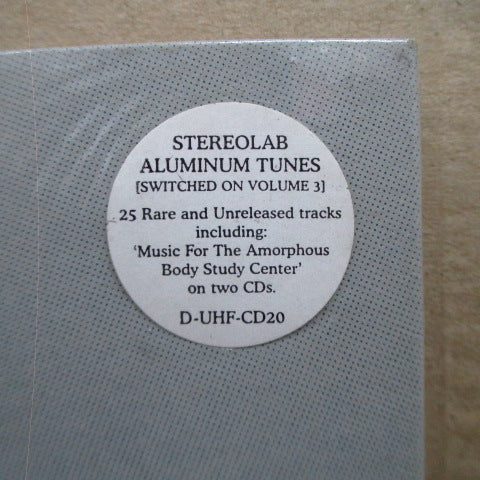 STEREOLAB
ALUMINUM TUNES
[SWITCHED ON VOLUME 3]
25 Rare and Unreleased tracks
including:
‘Music For The Amorphous
Body Study Center’
on two CDs.
D-UHF-CD20